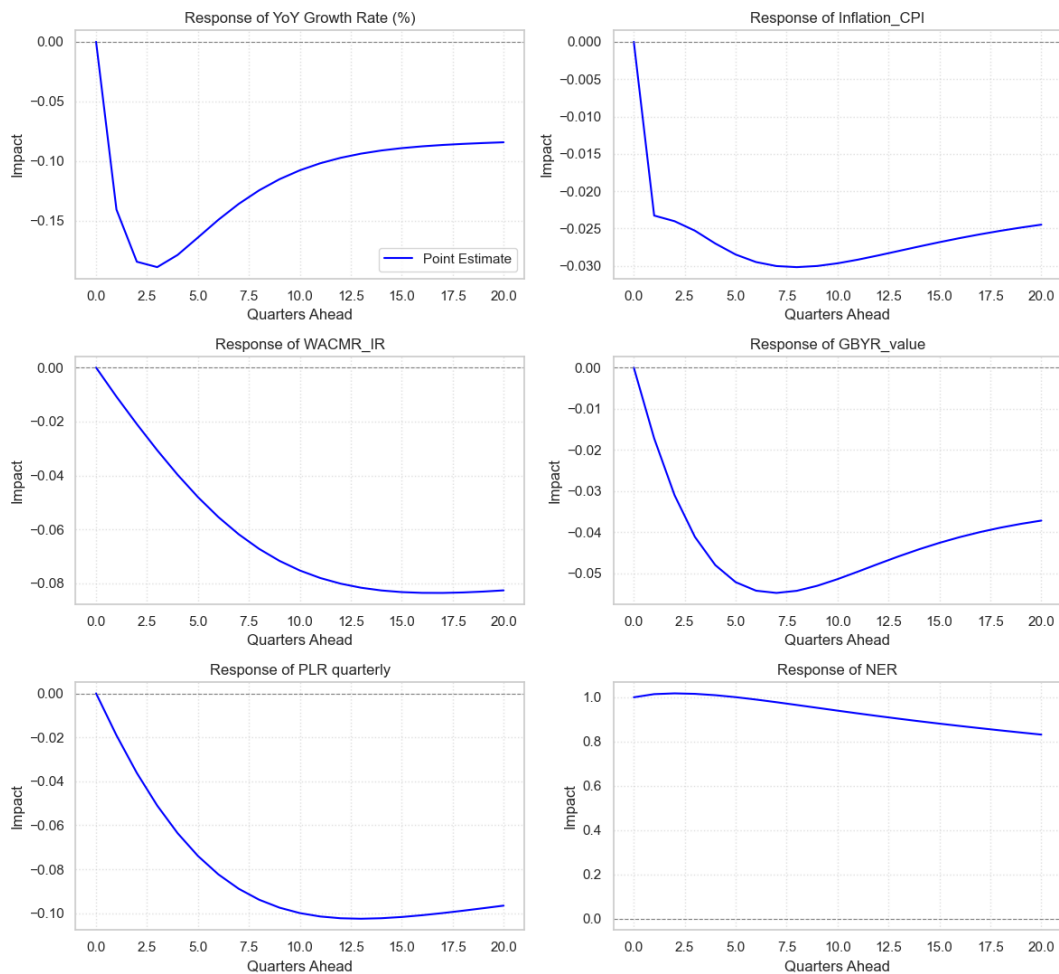 Response of YoY Growth Rate (%)
Impact
0.00
−0.05
−0.10
−0.15
Point Estimate
0.0 2.5 5.0 7.5 10.0 12.5 15.0 17.5 20.0
Quarters Ahead
Response of Inflation_CPI
Impact
0.000
−0.005
−0.010
−0.015
−0.020
−0.025
−0.030
0.0 2.5 5.0 7.5 10.0 12.5 15.0 17.5 20.0
Quarters Ahead
Response of WACMR_IR
Impact
0.00
−0.02
−0.04
−0.06
−0.08
0.0 2.5 5.0 7.5 10.0 12.5 15.0 17.5 20.0
Quarters Ahead
Response of GBYR_value
Impact
0.00
−0.01
−0.02
−0.03
−0.04
−0.05
0.0 2.5 5.0 7.5 10.0 12.5 15.0 17.5 20.0
Quarters Ahead
Response of PLR quarterly
Impact
0.00
−0.02
−0.04
−0.06
−0.08
−0.10
0.0 2.5 5.0 7.5 10.0 12.5 15.0 17.5 20.0
Quarters Ahead
Response of NER
Impact
1.0
0.8
0.6
0.4
0.2
0.0
0.0 2.5 5.0 7.5 10.0 12.5 15.0 17.5 20.0
Quarters Ahead